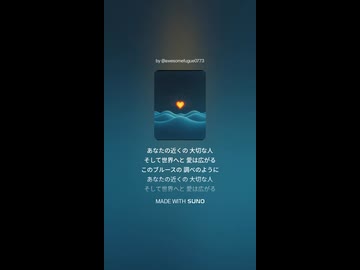 by @awesomefugue0773
あなたの近くの 大切な人
そして世界へと 愛は広がる
このブルースの 調べのように
あなたの近くの 大切な人
そして世界へと 愛は広がる
MADE WITH SUNO